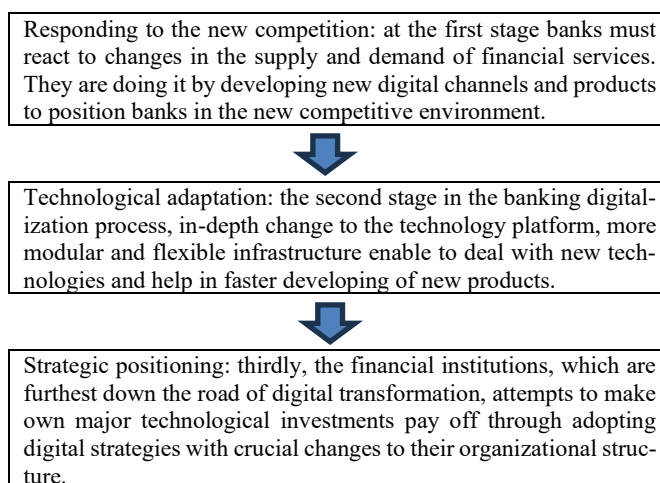 Responding to the new competition: at the first stage banks must
react to changes in the supply and demand of financial services.
They are doing it by developing new digital channels and products
to position banks in the new competitive environment.
Technological adaptation: the second stage in the banking digital-
ization process, in-depth change to the technology platform, more
modular and flexible infrastructure enable to deal with new tech-
nologies and help in faster developing of new products.
Strategic positioning: thirdly, the financial institutions, which are
furthest down the road of digital transformation, attempts to make
own major technological investments pay off through adopting
digital strategies with crucial changes to their organizational struc-
ture.